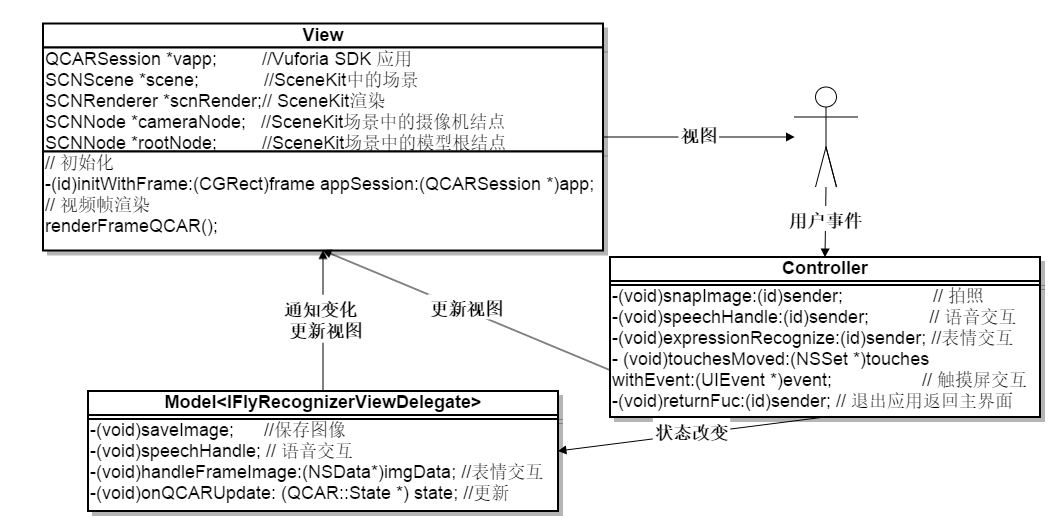 View
QCARSession *vapp; //Vuforia SDK 应用
SCNScene *scene; //SceneKit中的场景
SCNRenderer *scnRender;// SceneKit渲染
SCNNode *cameraNode; //SceneKit场景中的摄像机结点
SCNNode *rootNode; //SceneKit场景中的模型根结点
// 初始化
-(id)initWithFrame:(CGRect)frame appSession:(QCARSession *)app;
// 视频帧渲染
renderFrameQCAR();
视图
用户事件
Controller
-(void)snapImage:(id)sender; // 拍照
-(void)speechHandle:(id)sender; // 语音交互
-(void)expressionRecognize:(id)sender; //表情交互
- (void)touchesMoved:(NSSet *)touches
withEvent:(UIEvent *)event; // 触摸屏交互
-(void)returnFuc:(id)sender; // 退出应用返回主界面
通知变化
更新视图
更新视图
状态改变
Model<IFlyRecognizerViewDelegate>
-(void)saveImage; //保存图像
-(void)speechHandle; // 语音交互
-(void)handleFrameImage:(NSData*)imgData; //表情交互
-(void)onQCARUpdate: (QCAR::State *) state; //更新